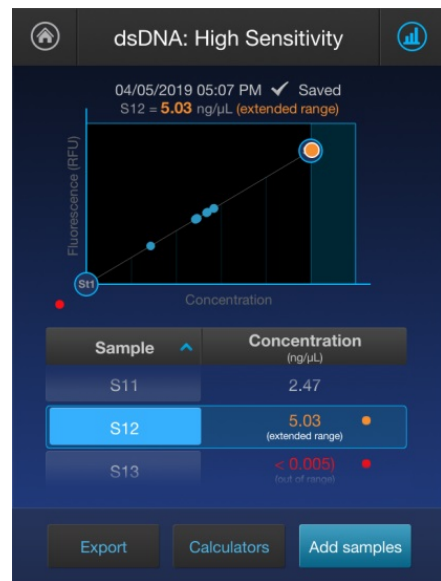 dsDNA: High Sensitivity
04/05/2019 05:07 PM Saved
S12 = 5.03 ng/µL (extended range)
Fluorescence (RFU)
St1
Concentration
Sample Concentration
(ng/µL)
S11 2.47
S12 5.03
(extended range)
S13 < 0.005)
(out of range)
Export Calculators Add samples